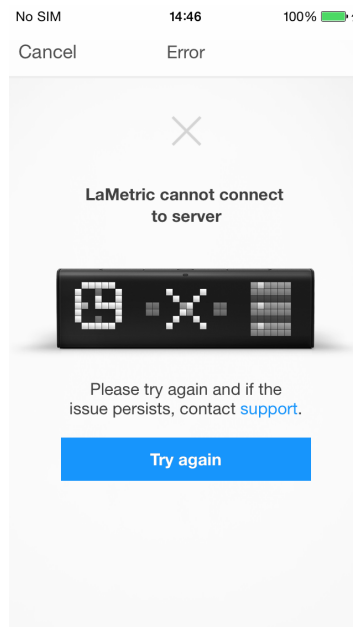 No SIM 14:46 100%
Cancel Error
LaMetric cannot connect
to server
Please try again and if the
issue persists, contact support.
Try again